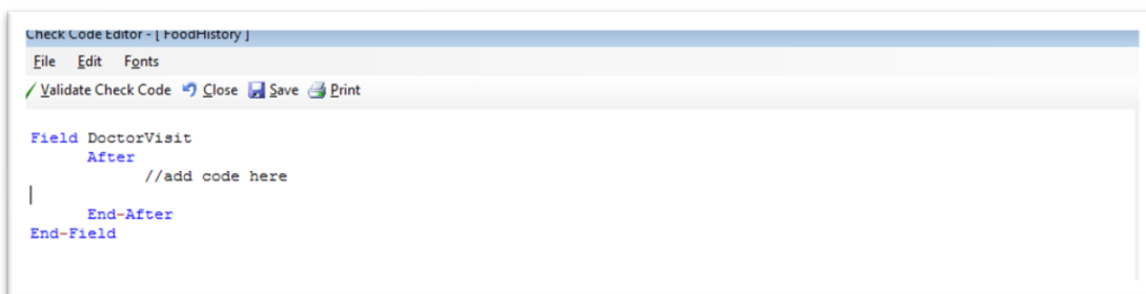 Check Code Editor - [ FoodHistory ]
File Edit Fonts
Validate Check Code Close Save Print
Field DoctorVisit
After
//add code here
End-After
End-Field